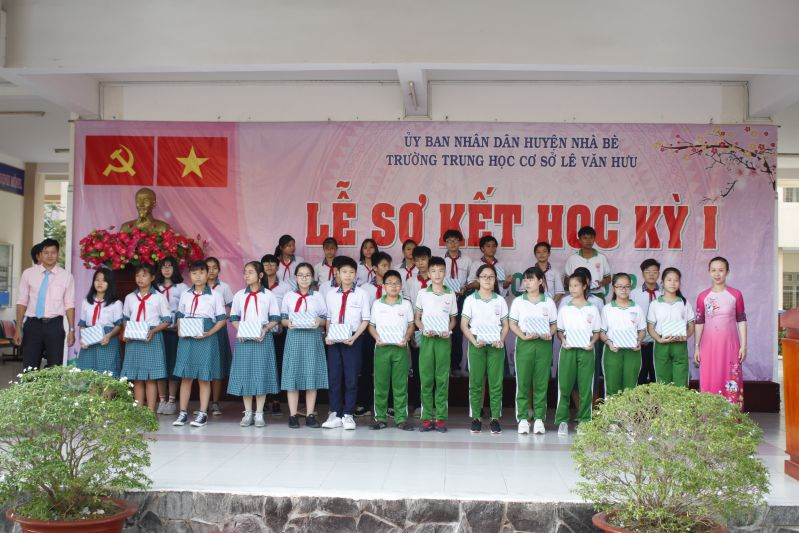 ỦY BAN NHÂN DÂN HUYỆN NHÀ BÈ
TRƯỜNG TRUNG HỌC CƠ SỞ LÊ VĂN HƯU
LỄ SƠ KẾT HỌC KỲ I